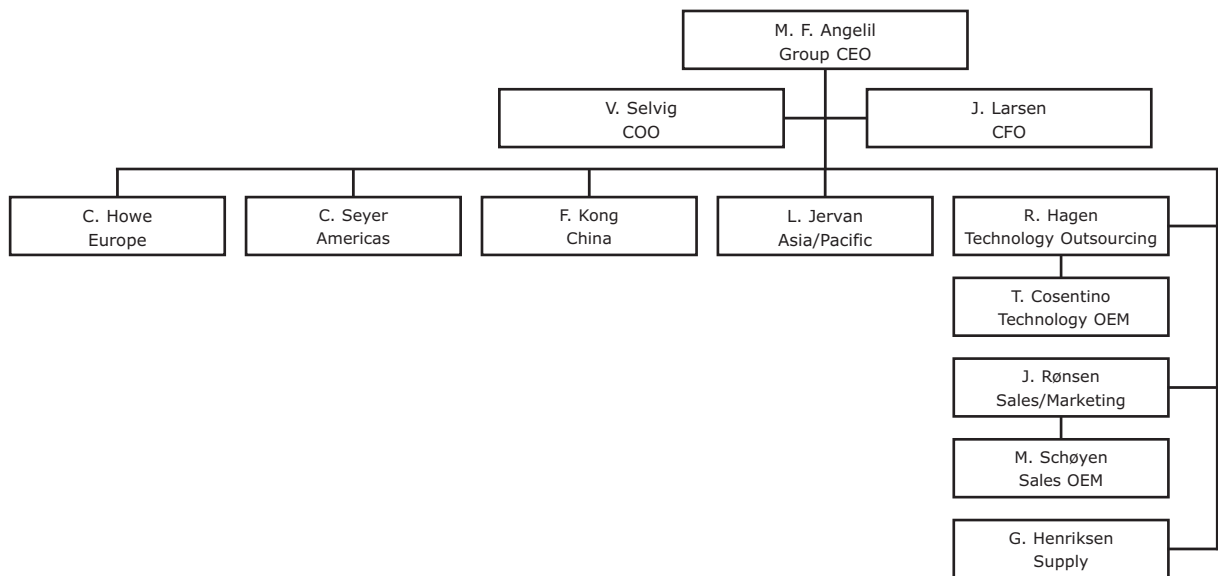 M. F. Angelil
Group CEO
V. Selvig
COO
J. Larsen
CFO
C. Howe
Europe
C. Seyer
Americas
F. Kong
China
L. Jervan
Asia/Pacific
R. Hagen
Technology Outsourcing
T. Cosentino
Technology OEM
J. Rønsen
Sales/Marketing
M. Schøyen
Sales OEM
G. Henriksen
Supply